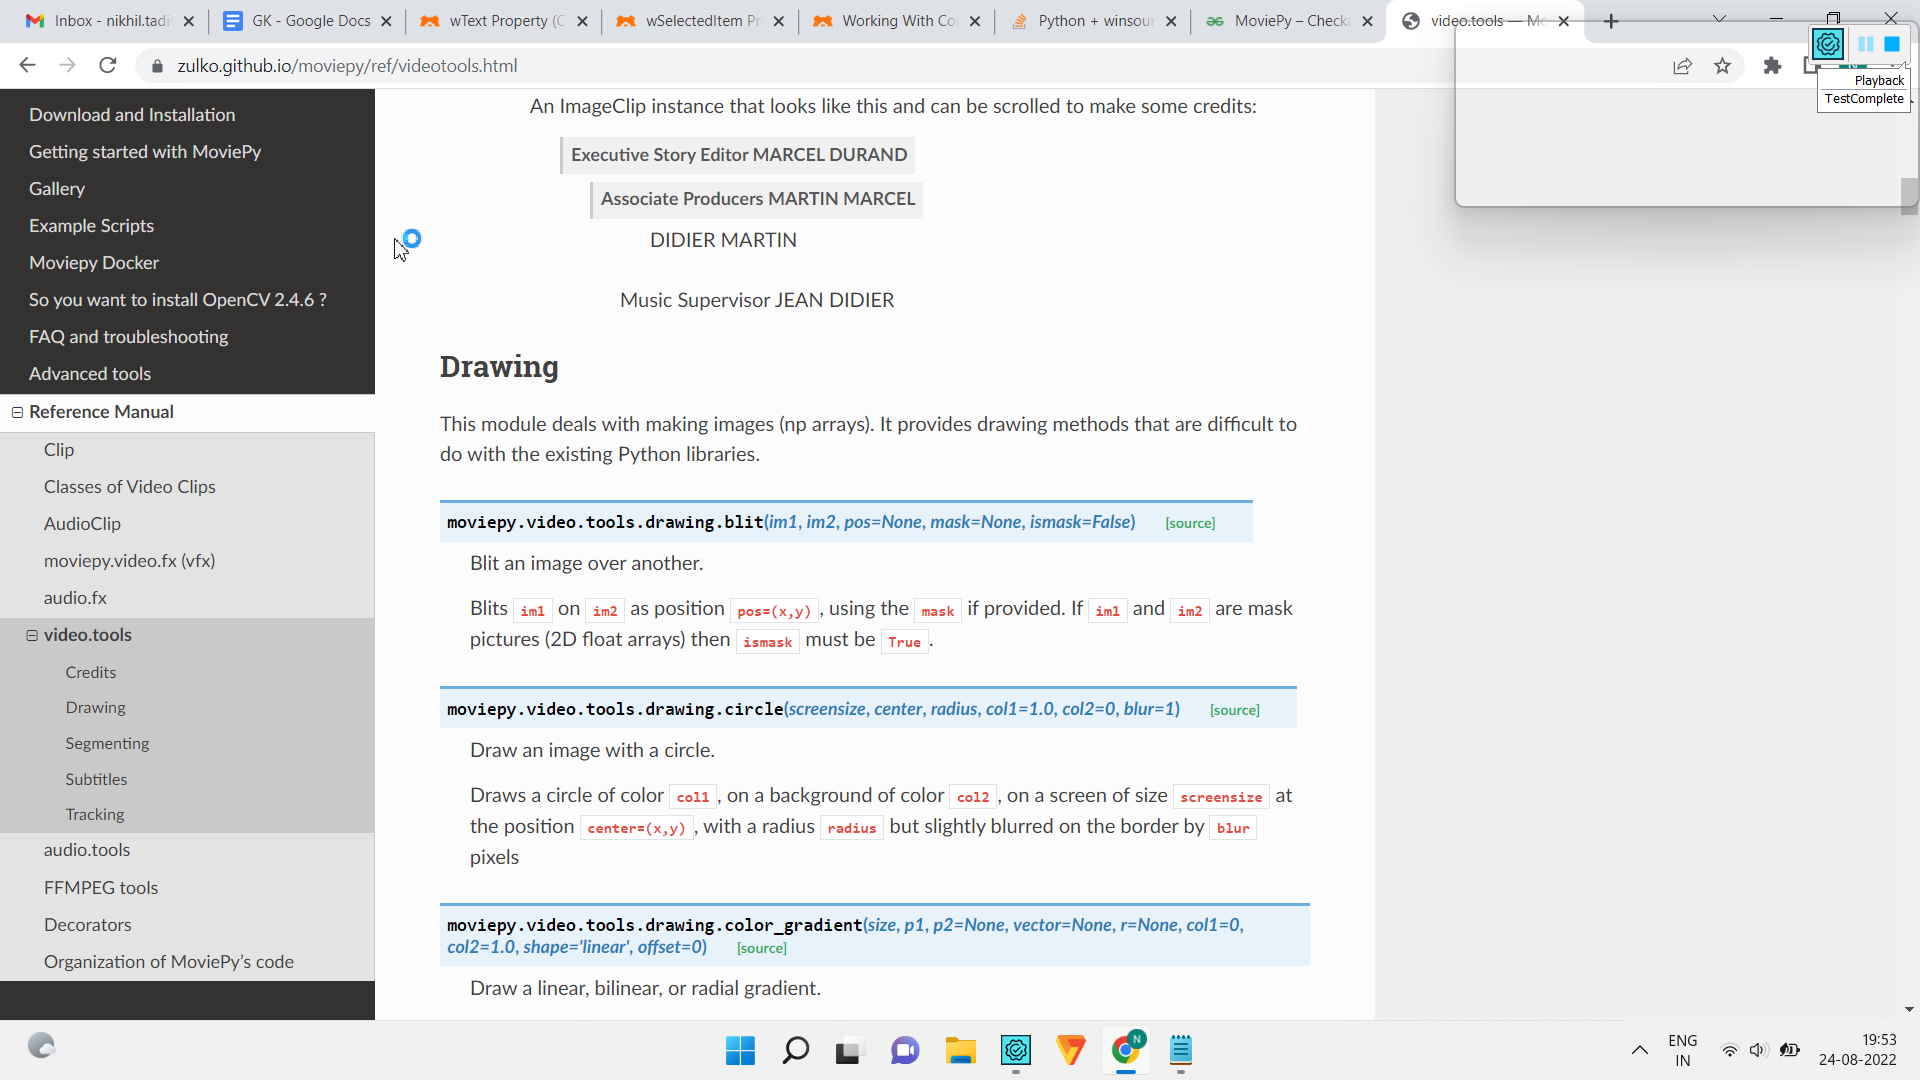 Inbox - nikhil.tadi
GK - Google Docs
wText Property (C
wSelectedItem Pr
Working With Co
Python + winsour
MoviePy – Checki
video.tools — Mo
zulko.github.io/moviepy/ref/videotools.html
Playback
TestComplete
Download and Installation
Getting started with MoviePy
Gallery
Example Scripts
Moviepy Docker
So you want to install OpenCV 2.4.6 ?
FAQ and troubleshooting
Advanced tools
Reference Manual
Clip
Classes of Video Clips
AudioClip
moviepy.video.fx (vfx)
audio.fx
video.tools
Credits
Drawing
Segmenting
Subtitles
Tracking
audio.tools
FFMPEG tools
Decorators
Organization of MoviePy's code
An ImageClip instance that looks like this and can be scrolled to make some credits:
Executive Story Editor MARCEL DURAND
Associate Producers MARTIN MARCEL
DIDIER MARTIN
Music Supervisor JEAN DIDIER
Drawing
This module deals with making images (np arrays). It provides drawing methods that are difficult to
do with the existing Python libraries.
moviepy.video.tools.drawing.blit(im1, im2, pos=None, mask=None, ismask=False) [source]
Blit an image over another.
Blits im1 on im2 as position pos=(x,y), using the mask if provided. If im1 and im2 are mask
pictures (2D float arrays) then ismask must be True.
moviepy.video.tools.drawing.circle(screensize, center, radius, col1=1.0, col2=0, blur=1) [source]
Draw an image with a circle.
Draws a circle of color col1, on a background of color col2, on a screen of size screensize at
the position center=(x,y), with a radius radius but slightly blurred on the border by blur
pixels
moviepy.video.tools.drawing.color_gradient(size, p1, p2=None, vector=None, r=None, col1=0,
col2=1.0, shape='linear', offset=0) [source]
Draw a linear, bilinear, or radial gradient.
N
ENG
IN
19:53
24-08-2022